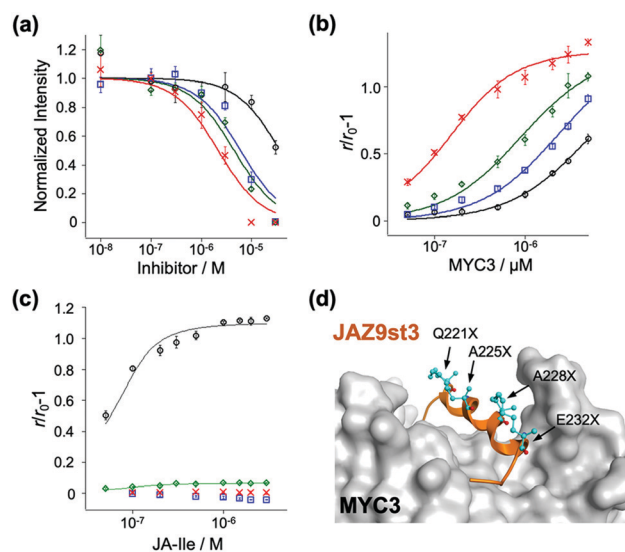 (a)
1.2
1.0
0.8
0.6
0.4
0.2
0
Normalized Intensity
10-8
10-7
10-6
10-5
Inhibitor / M
(b)
1.0
0.5
0
r/r0-1
10-7
10-6
MYC3 / µM
(c)
1.2
1.0
0.8
0.6
0.4
0.2
0
r/r0-1
10-7
10-6
JA-Ile / M
(d)
JAZ9st3
Q221X
A225X
A228X
E232X
MYC3